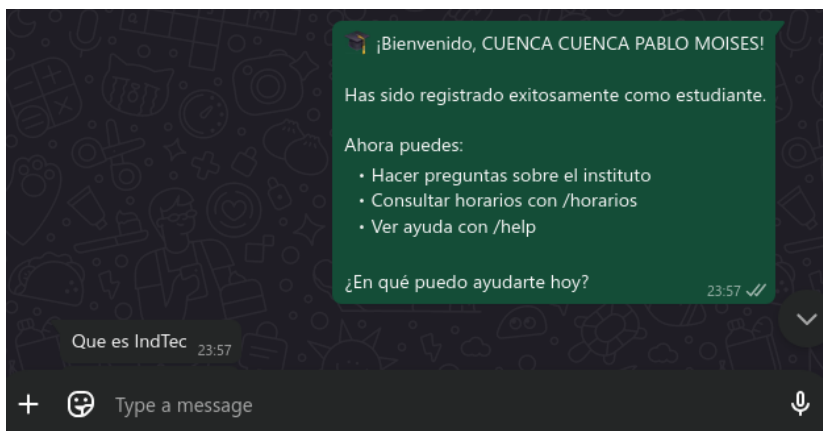 🎓 ¡Bienvenido, CUENCA CUENCA PABLO MOISES!
Has sido registrado exitosamente como estudiante.
Ahora puedes:
• Hacer preguntas sobre el instituto
• Consultar horarios con /horarios
• Ver ayuda con /help
¿En qué puedo ayudarte hoy?
23:57
Que es IndTec 23:57
Type a message